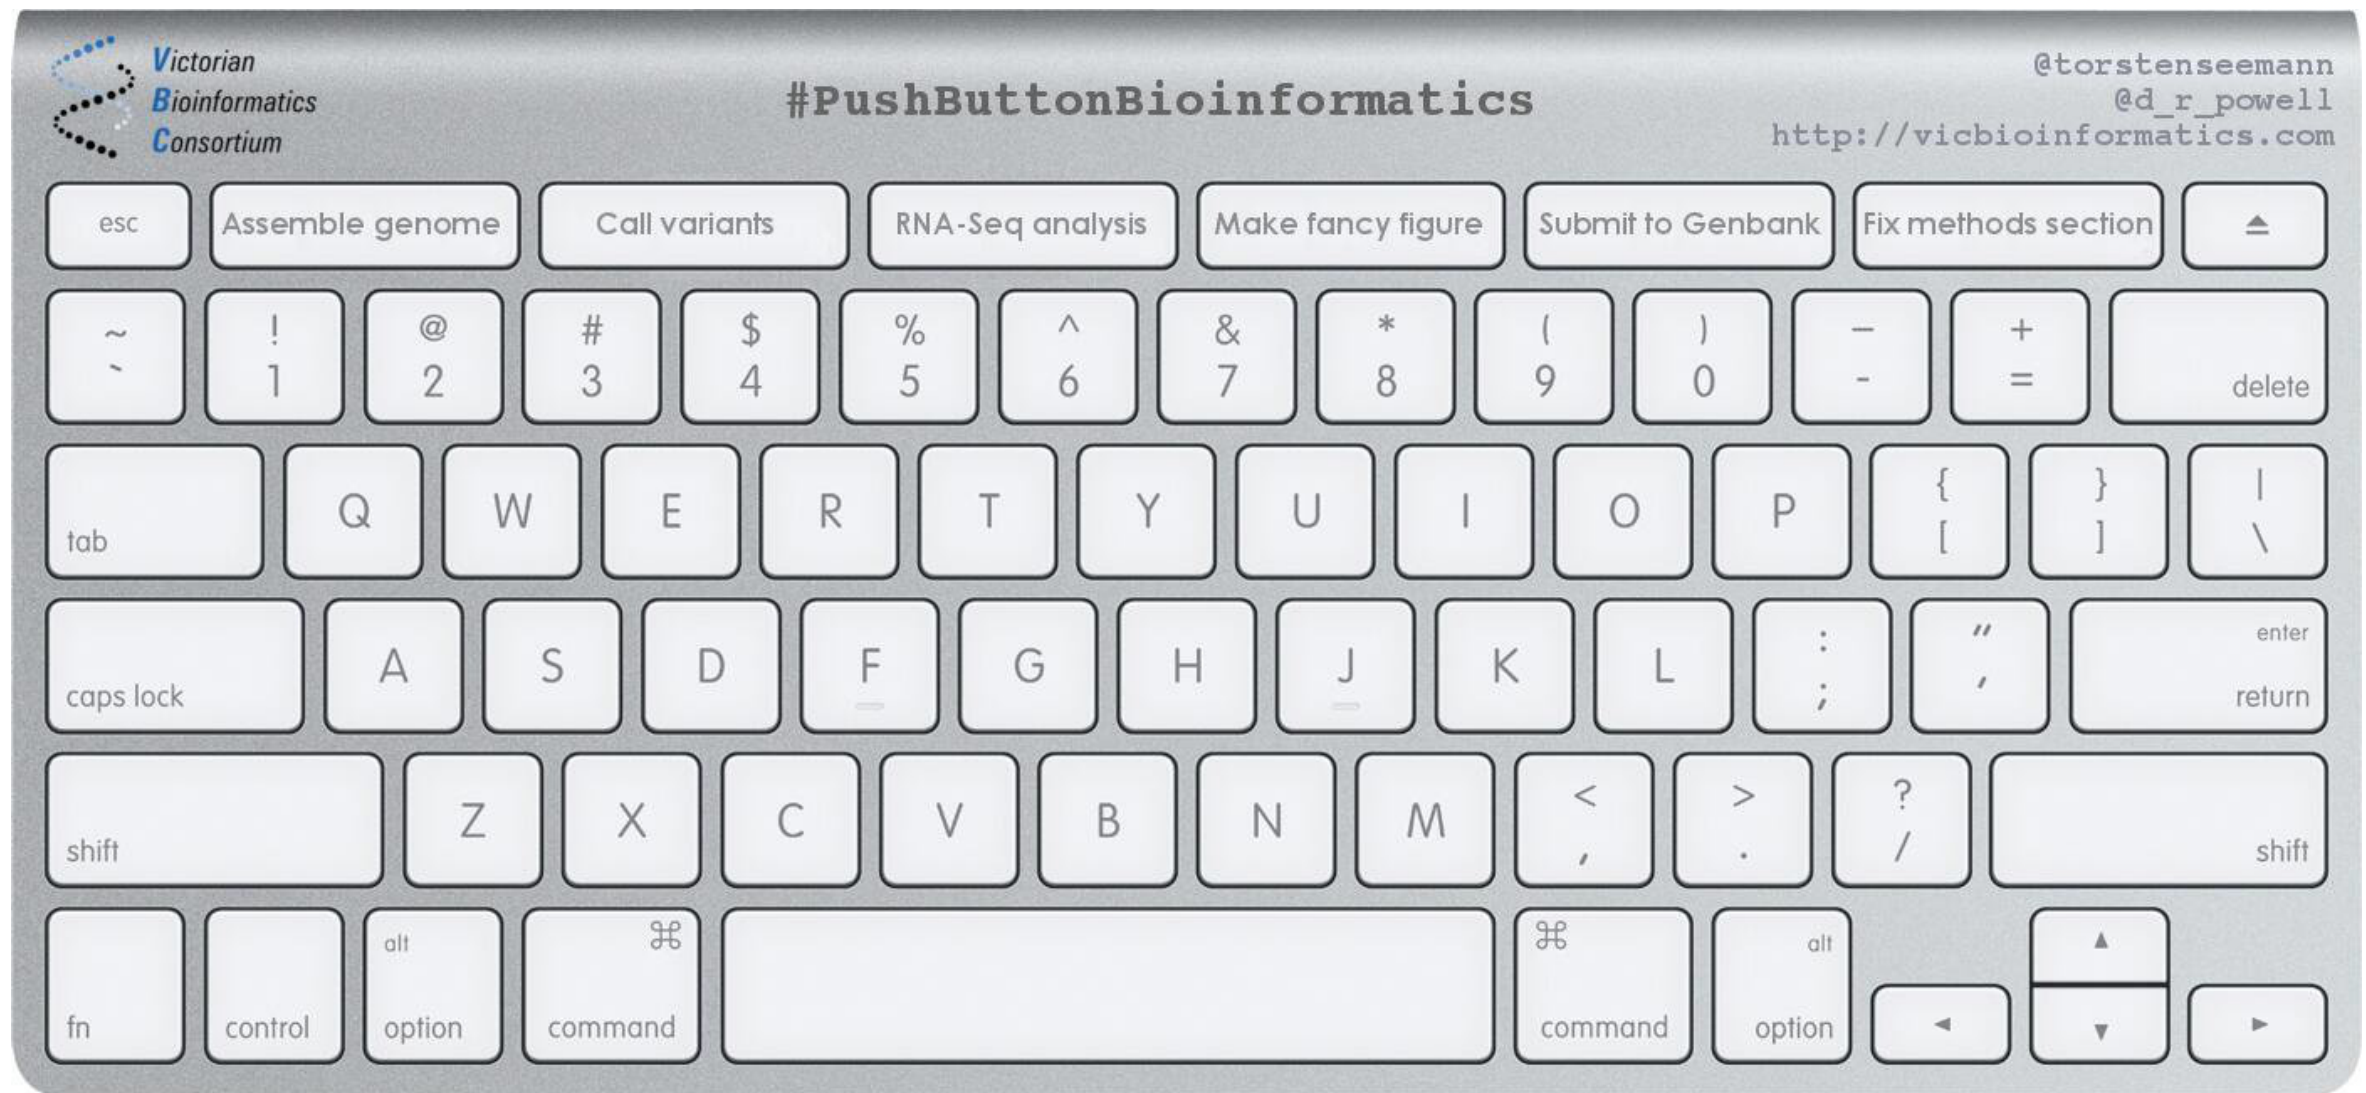 Victorian
Bioinformatics
Consortium
#PushButtonBioinformatics
@torstenseemann
@d_r_powell
http://vicbioinformatics.com
esc Assemble genome Call variants RNA-Seq analysis Make fancy figure Submit to Genbank Fix methods section
~ ! @ # $ % ^ & * ( ) — +
` 1 2 3 4 5 6 7 8 9 0 - = delete
tab Q W E R T Y U I O P { [ } ] | \
caps lock A S D F G H J K L : ; " ' enter return
shift Z X C V B N M < , > . ? / shift
fn control alt option ⌘ command ⌘ command alt option